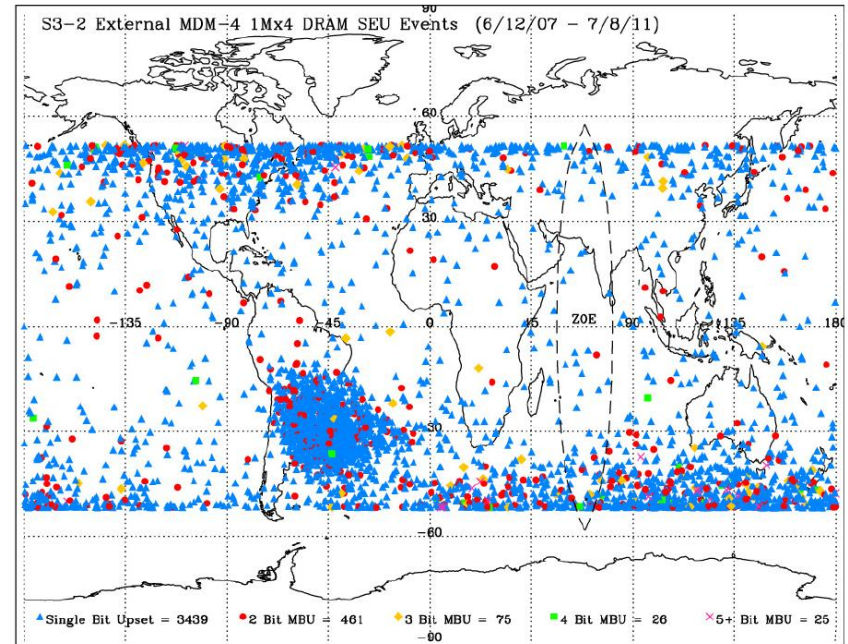 90
S3-2 External MDM-4 1Mx4 DRAM SEU Events (6/12/07 - 7/8/11)
60
30
ZOE
-135 -90 -45 0 45 90 135 180
-30
-60
Single Bit Upset = 3439 2 Bit MBU = 461 3 Bit MBU = 75 4 Bit MBU = 26 5+ Bit MBU = 25
-90